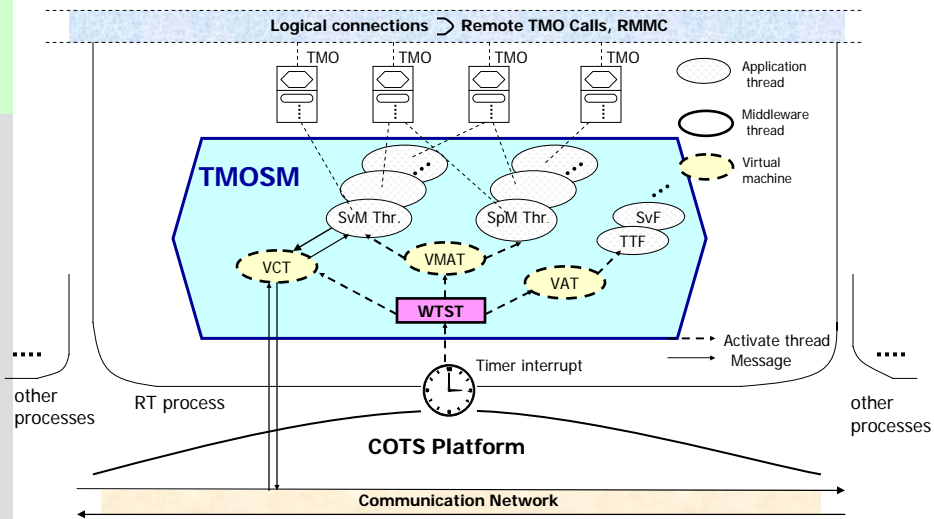 Logical connections ⊃ Remote TMO Calls, RMMC
TMO
TMO
TMO
TMO
Application
thread
Middleware
thread
Virtual
machine
TMOSM
SvM Thr.
SpM Thr.
SvF
TTF
VCT
VMAT
VAT
WTST
Activate thread
Message
Timer interrupt
other
processes
RT process
other
processes
COTS Platform
Communication Network